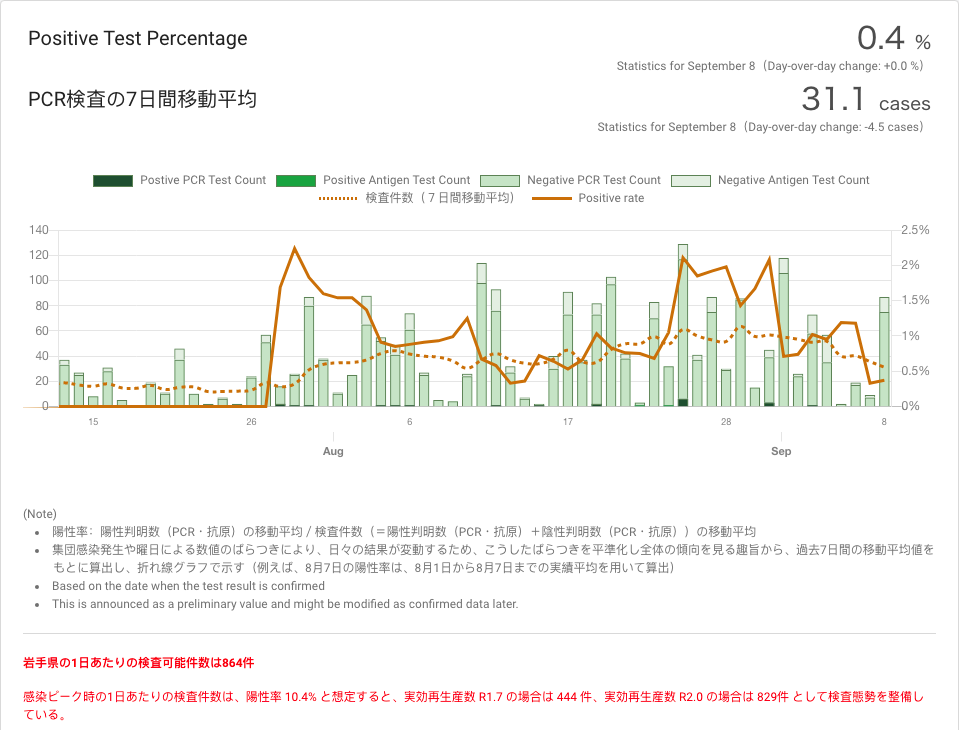 Positive Test Percentage
0.4 %
Statistics for September 8（Day-over-day change: +0.0 %）
PCR検査の7日間移動平均
31.1 cases
Statistics for September 8（Day-over-day change: -4.5 cases）
Postive PCR Test Count Positive Antigen Test Count Negative PCR Test Count Negative Antigen Test Count
検査件数（７日間移動平均） Positive rate
140 2.5%
120 2%
100
80 1.5%
60 1%
40
20 0.5%
0 0%
15 26 6 17 28 8
Aug Sep
(Note)
陽性率：陽性判明数（PCR・抗原）の移動平均 / 検査件数（＝陽性判明数（PCR・抗原）＋陰性判明数（PCR・抗原））の移動平均
集団感染発生や曜日による数値のばらつきにより、日々の結果が変動するため、こうしたばらつきを平準化し全体の傾向を見る趣旨から、過去7日間の移動平均値を
もとに算出し、折れ線グラフで示す（例えば、8月7日の陽性率は、8月1日から8月7日までの実績平均を用いて算出）
Based on the date when the test result is confirmed
This is announced as a preliminary value and might be modified as confirmed data later.
岩手県の1日あたりの検査可能件数は864件
感染ピーク時の1日あたりの検査件数は、陽性率 10.4% と想定すると、実効再生産数 R1.7 の場合は 444 件、実効再生産数 R2.0 の場合は 829件 として検査態勢を整備し
ている。